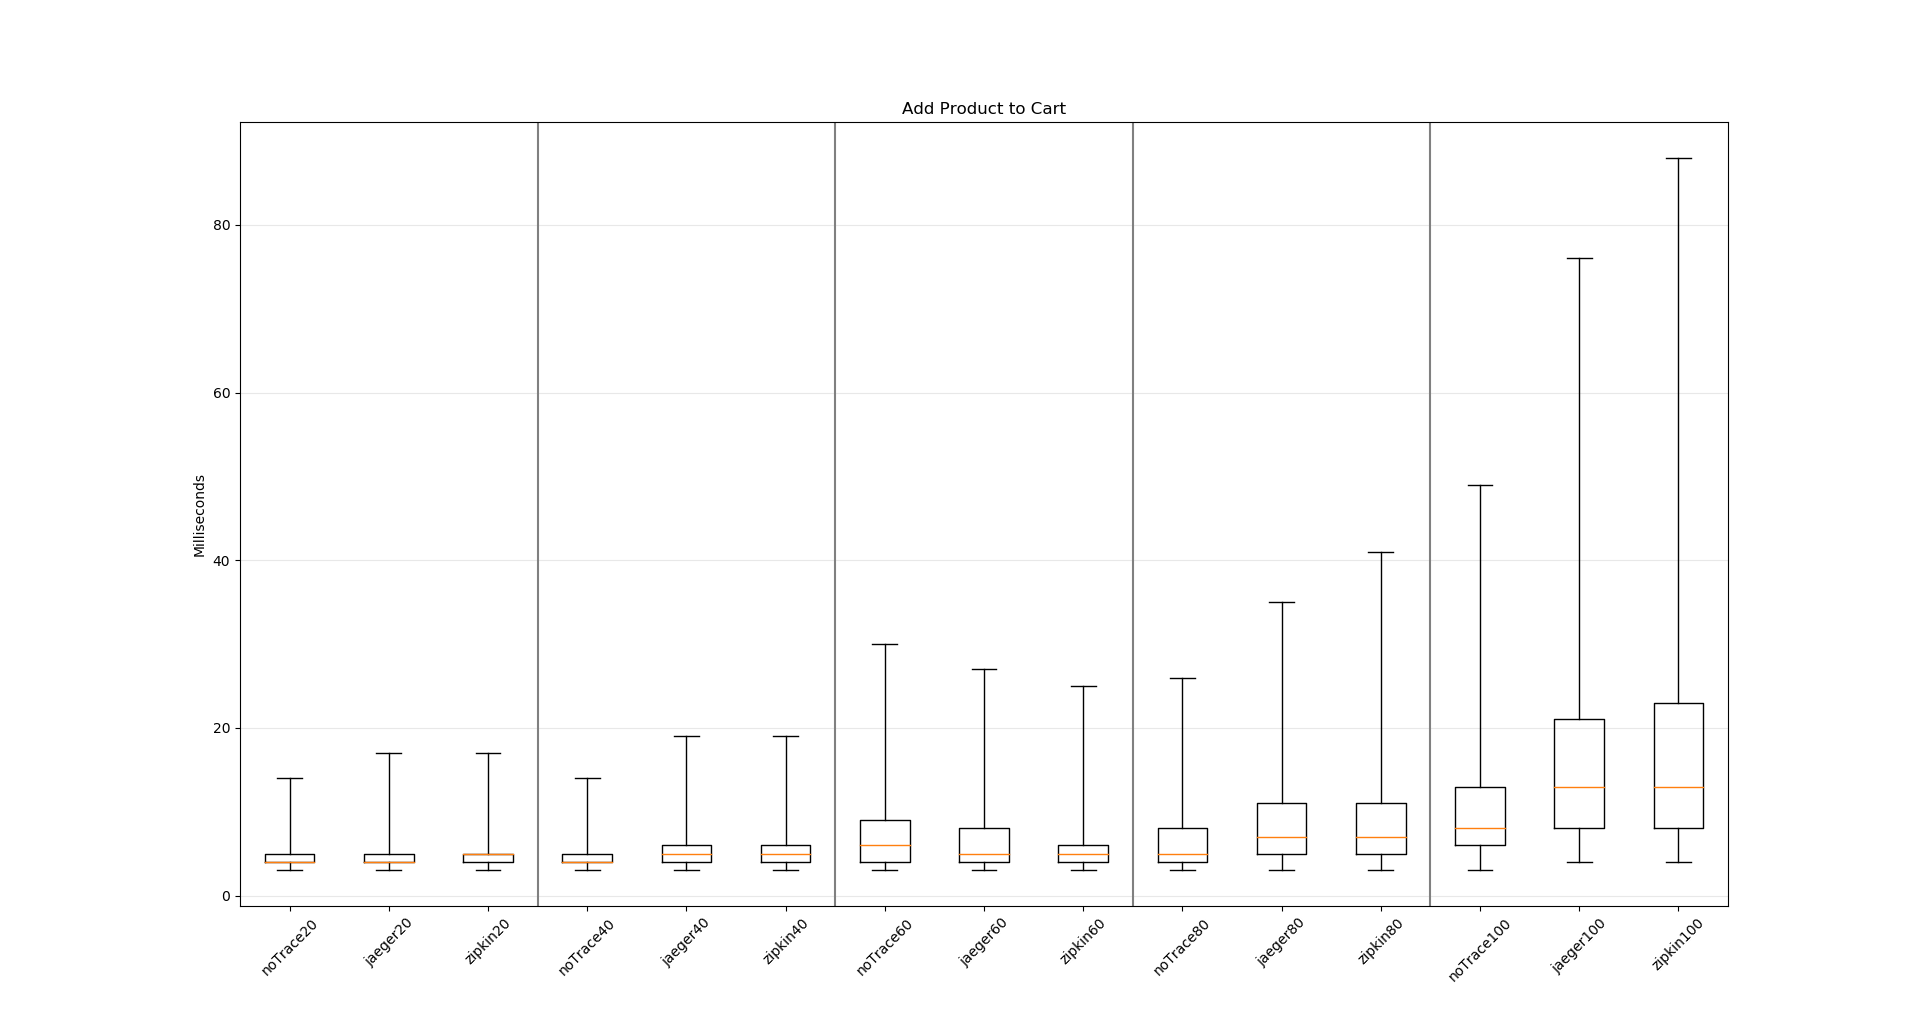 Add Product to Cart
Milliseconds
80
60
40
20
0
noTrace20
jaeger20
zipkin20
noTrace40
jaeger40
zipkin40
noTrace60
jaeger60
zipkin60
noTrace80
jaeger80
zipkin80
noTrace100
jaeger100
zipkin100